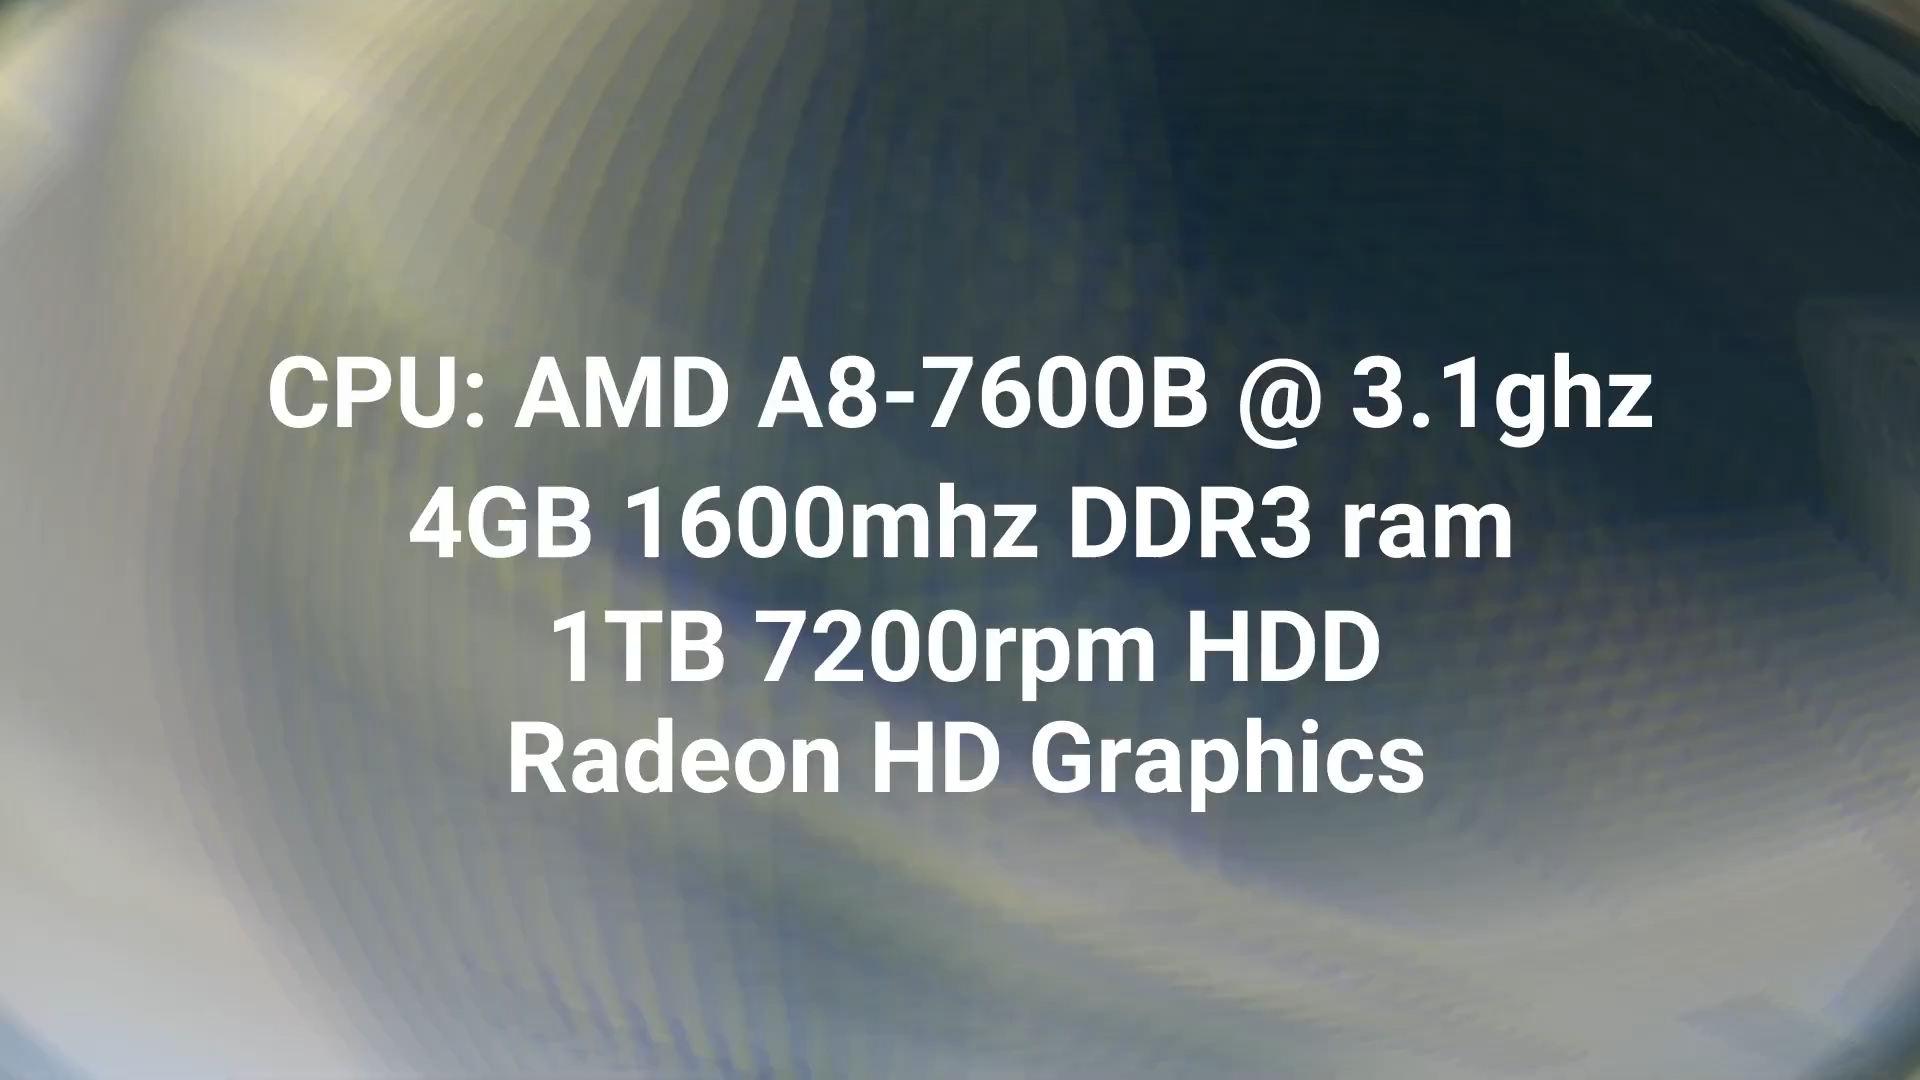 CPU: AMD A8-7600B @ 3.1ghz
4GB 1600mhz DDR3 ram
1TB 7200rpm HDD
Radeon HD Graphics